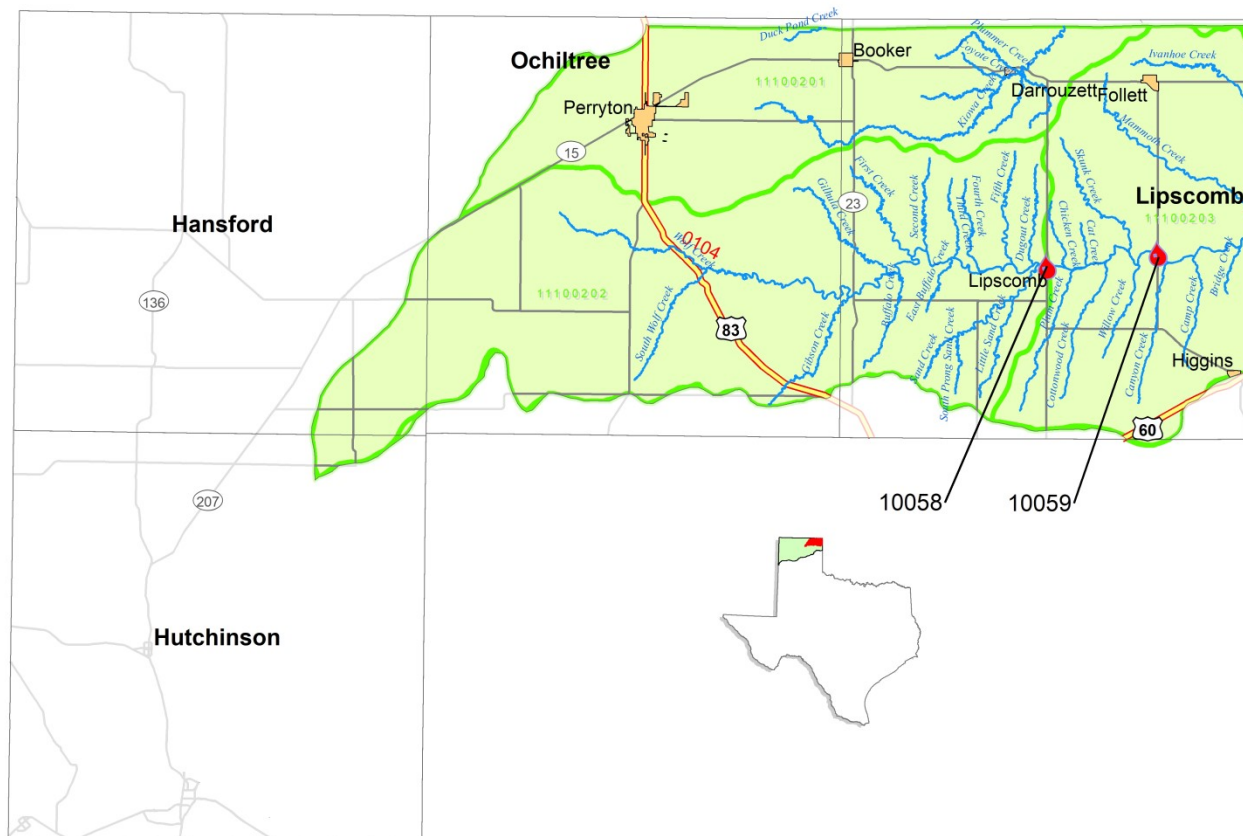 Duck Pond Creek
Plummer Creek
Coyote Creek
Ivanhoe Creek
Ochiltree
Booker
11100201
Darrouzett
Follett
Kiowa Creek
Perryton
Mammoth Creek
15
Skunk Creek
First Creek
Gilhula Creek
Second Creek
Third Creek
Fourth Creek
Fifth Creek
Dugout Creek
Chicken Creek
Cat Creek
Lipscomb
11100203
23
Hansford
0104
Wolf Creek
Lipscomb
Bridge Creek
136
11100202
South Wolf Creek
83
Gibson Creek
Buffalo Creek
East Buffalo Creek
Sand Creek
South Prong Sand Creek
Little Sand Creek
Plum Creek
Cottonwood Creek
Willow Creek
Canyon Creek
Camp Creek
Higgins
60
207
10058
10059
Hutchinson